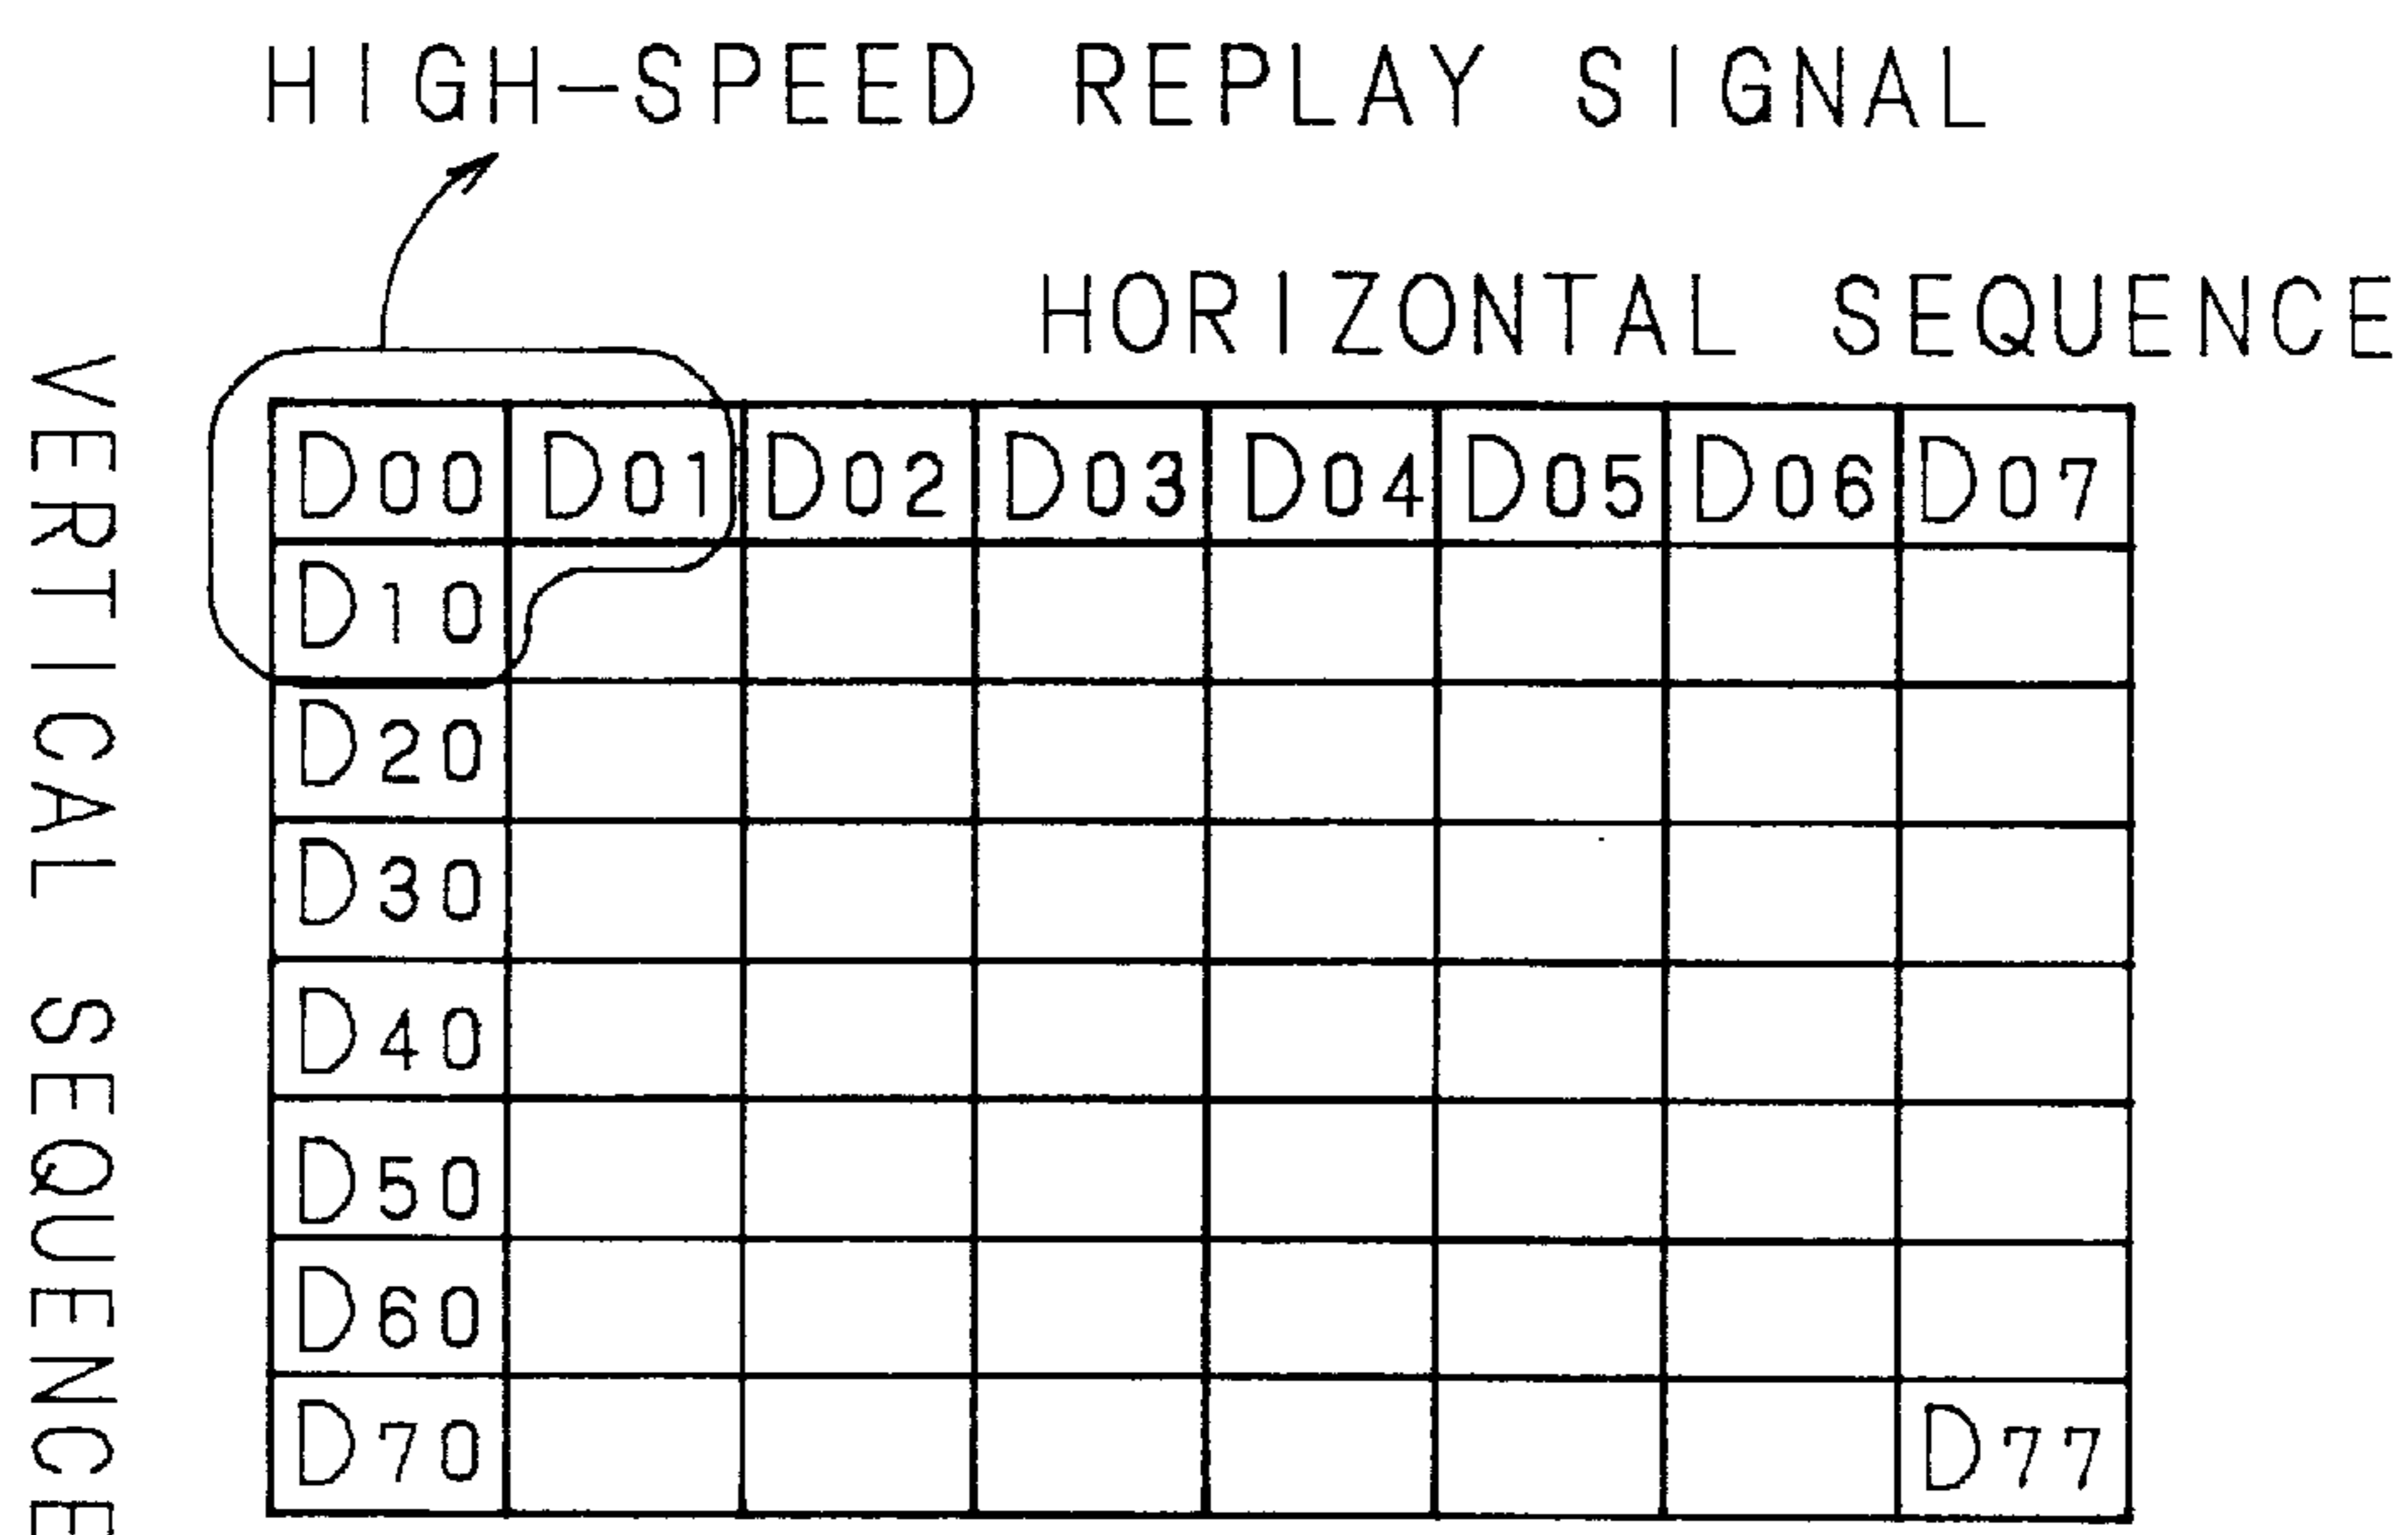 HIGH-SPEED REPLAY SIGNAL
HORIZONTAL SEQUENCE
VERTICAL SEQUENCE
D00 D01 D02 D03 D04 D05 D06 D07
D10
D20
D30
D40
D50
D60
D70 D77